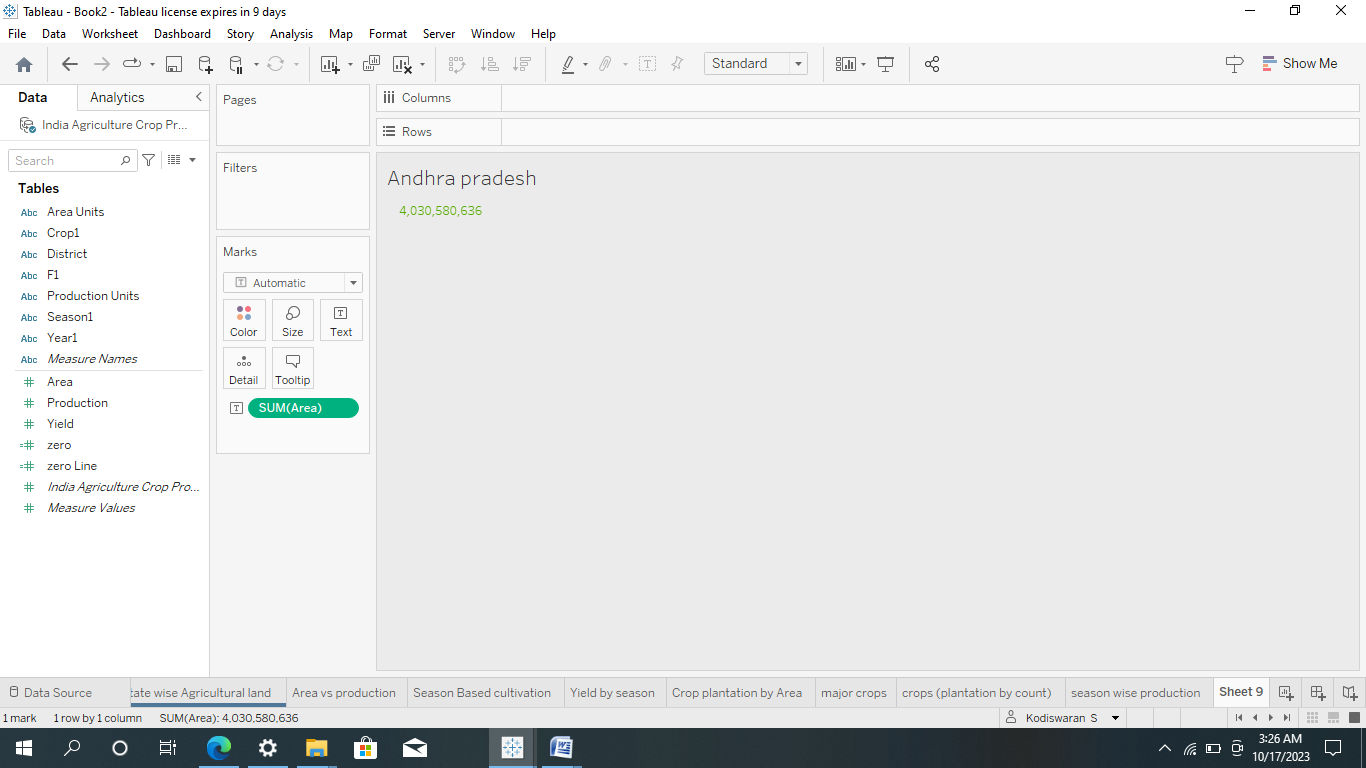 Tableau - Book2 - Tableau license expires in 9 days
File Data Worksheet Dashboard Story Analysis Map Format Server Window Help
Standard
Show Me
Data Analytics
India Agriculture Crop Pr...
Search
Tables
Abc Area Units
Abc Crop1
Abc District
Abc F1
Abc Production Units
Abc Season1
Abc Year1
Abc Measure Names
# Area
# Production
# Yield
=# zero
=# zero Line
# India Agriculture Crop Pro...
# Measure Values
Pages
Filters
Marks
T Automatic
Color Size T Text
Detail Tooltip
T SUM(Area)
Columns
Rows
Andhra pradesh
4,030,580,636
Data Source tate wise Agricultural land Area vs production Season Based cultivation Yield by season Crop plantation by Area major crops crops (plantation by count) season wise production Sheet 9
1 mark 1 row by 1 column SUM(Area): 4,030,580,636 Kodiswaran S
3:26 AM
10/17/2023